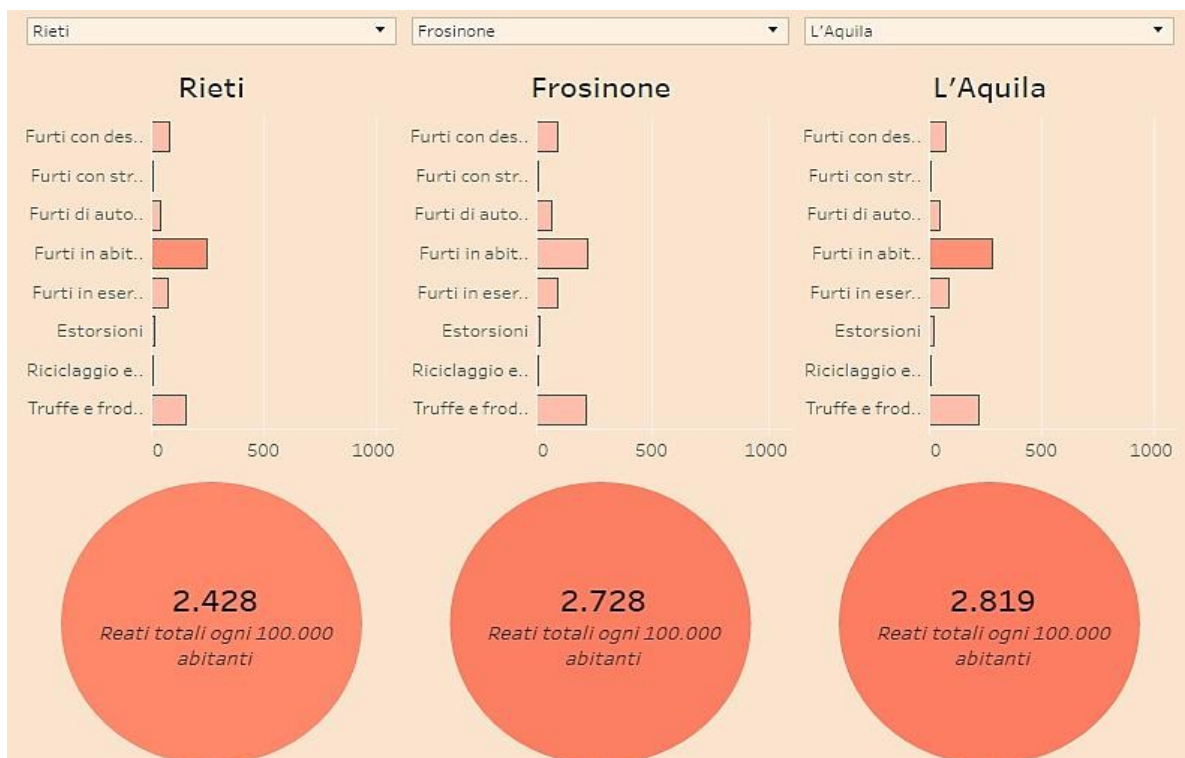 Rieti
Frosinone
L'Aquila
Rieti
Furti con des..
Furti con str..
Furti di auto..
Furti in abit..
Furti in eser..
Estorsioni
Riciclaggio e..
Truffe e frod..
0 500 1000
Frosinone
Furti con des..
Furti con str..
Furti di auto..
Furti in abit..
Furti in eser..
Estorsioni
Riciclaggio e..
Truffe e frod..
0 500 1000
L'Aquila
Furti con des..
Furti con str..
Furti di auto..
Furti in abit..
Furti in eser..
Estorsioni
Riciclaggio e..
Truffe e frod..
0 500 1000
2.428
Reati totali ogni 100.000
abitanti
2.728
Reati totali ogni 100.000
abitanti
2.819
Reati totali ogni 100.000
abitanti